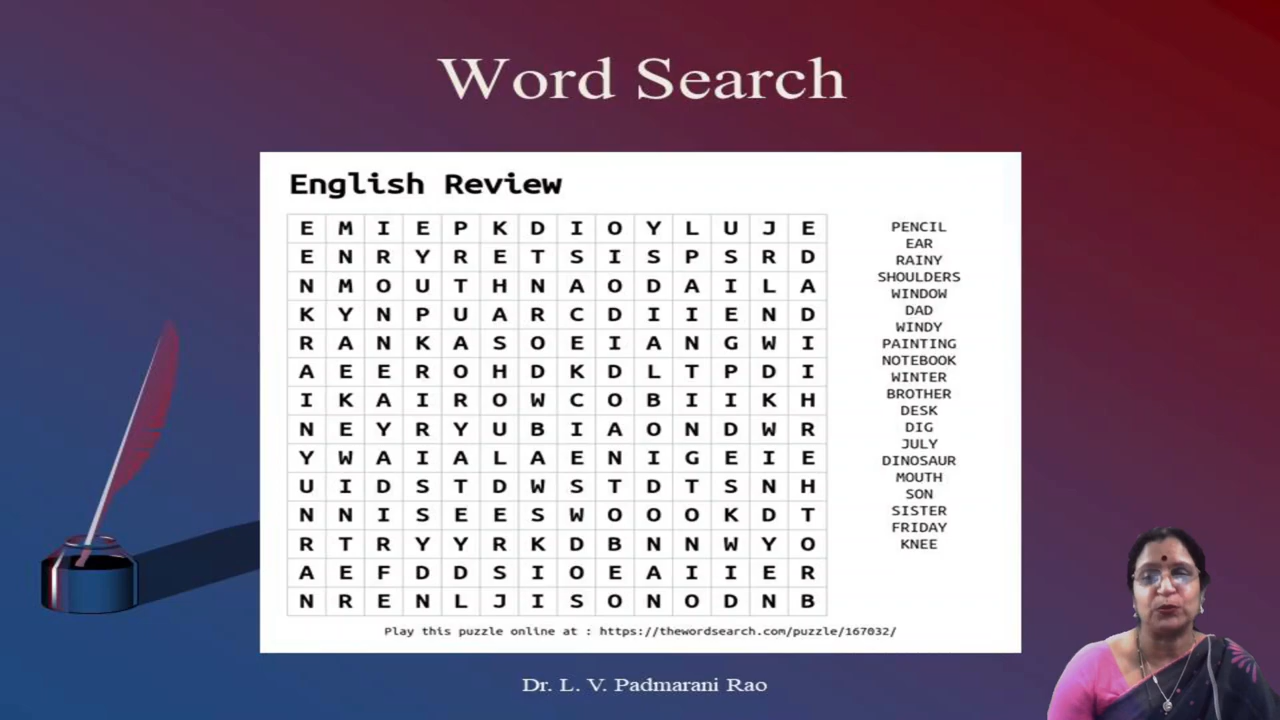 Word Search
English Review
E M I E P K D I O Y L U J E
E N R Y R E T S I S P S R D
N M O U T H N A O D A I L A
K Y N P U A R C D I I E N D
R A N K A S O E I A N G W I
A E E R O H D K D L T P D I
I K A I R O W C O B I I K H
N E Y R Y U B I A O N D W R
Y W A I A L A E N I G E I E
U I D S T D W S T D T S N H
N N I S E E S W O O O K D T
R T R Y Y R K D B N N W Y O
A E F D D S I O E A I I E R
N R E N L J I S O N O D N B
PENCIL
EAR
RAINY
SHOULDERS
WINDOW
DAD
WINDY
PAINTING
NOTEBOOK
WINTER
BROTHER
DESK
DIG
JULY
DINOSAUR
MOUTH
SON
SISTER
FRIDAY
KNEE
Play this puzzle online at : https://thewordsearch.com/puzzle/167032/
Dr. L. V. Padmarani Rao